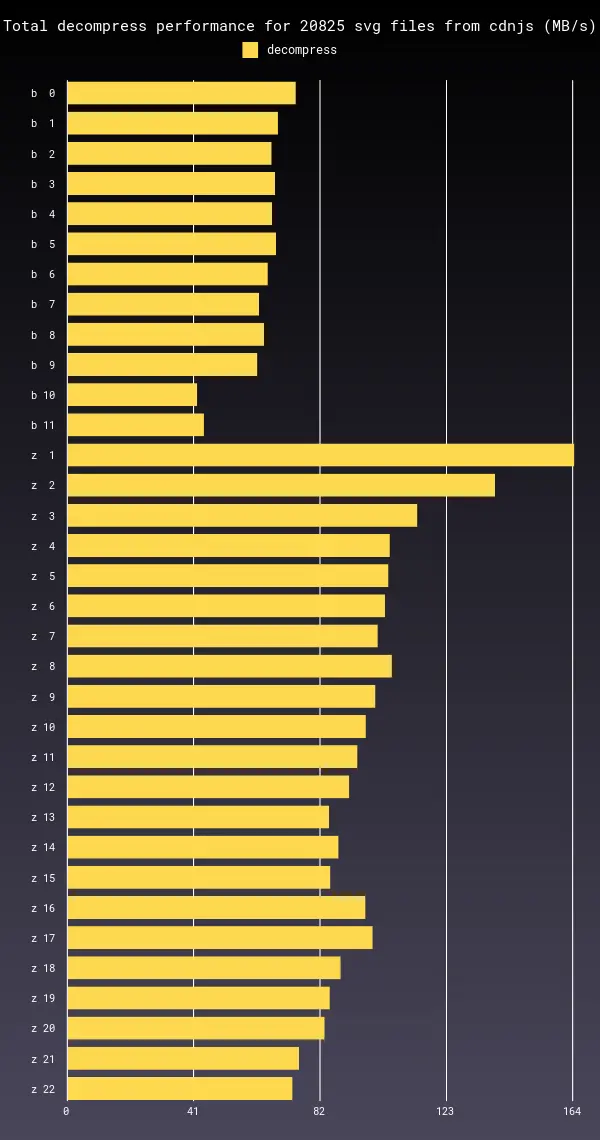 Total decompress performance for 20825 svg files from cdnjs (MB/s)
decompress
b 0
b 1
b 2
b 3
b 4
b 5
b 6
b 7
b 8
b 9
b 10
b 11
z 1
z 2
z 3
z 4
z 5
z 6
z 7
z 8
z 9
z 10
z 11
z 12
z 13
z 14
z 15
z 16
z 17
z 18
z 19
z 20
z 21
z 22
0 41 82 123 164